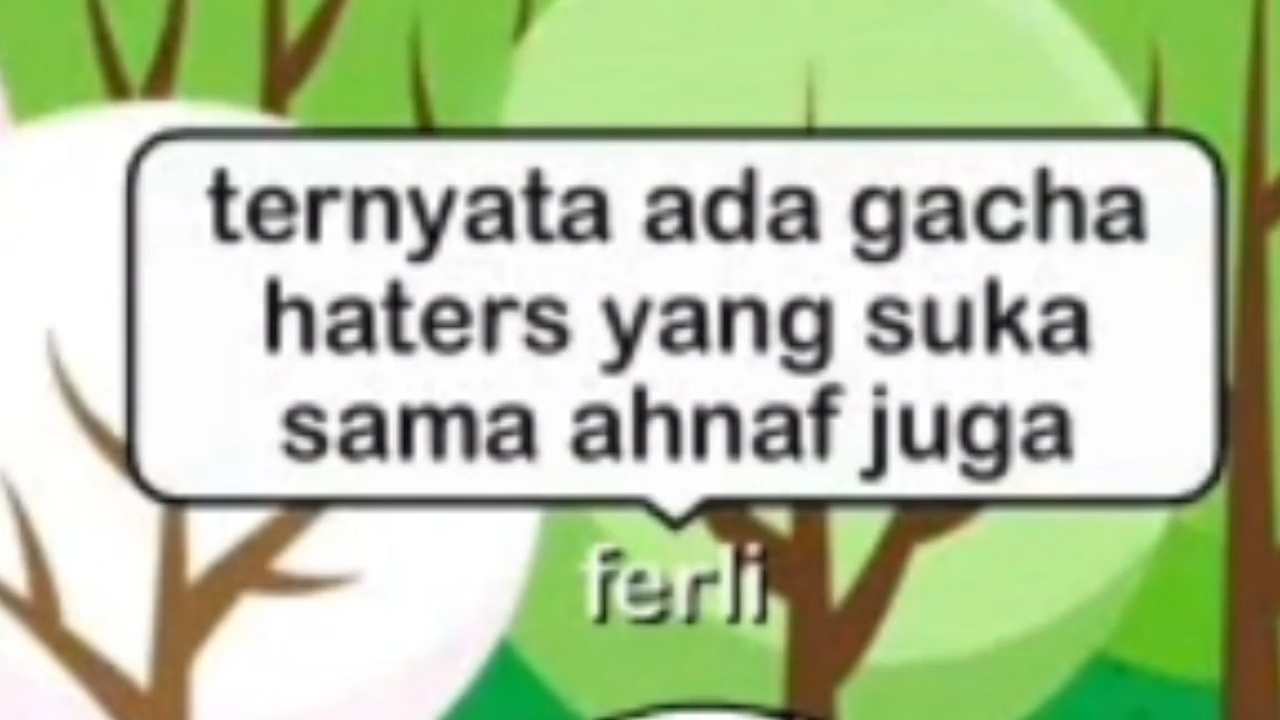 ternyata ada gacha
haters yang suka
sama ahnaf juga
ferli